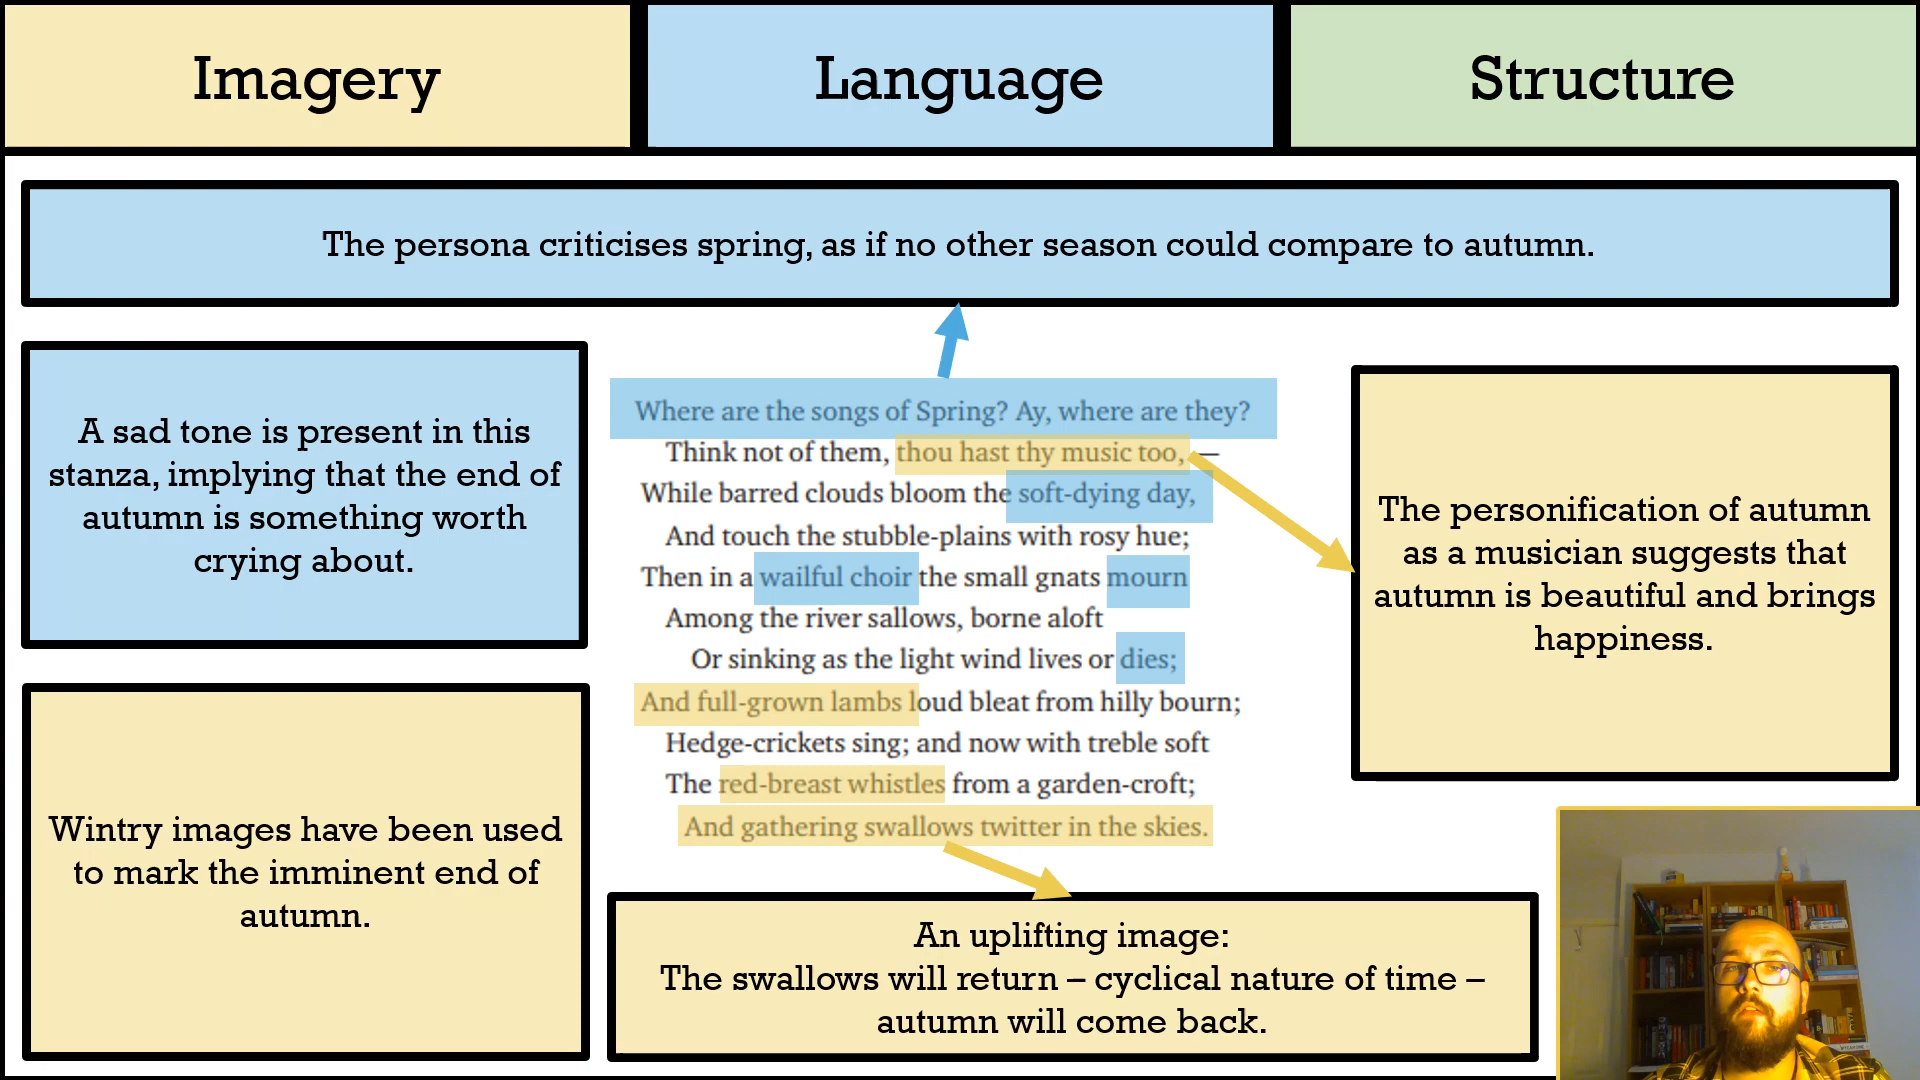 Imagery
Language
Structure
The persona criticises spring, as if no other season could compare to autumn.
A sad tone is present in this
stanza, implying that the end of
autumn is something worth
crying about.
Where are the songs of Spring? Ay, where are they?
Think not of them, thou hast thy music too, —
While barred clouds bloom the soft-dying day,
And touch the stubble-plains with rosy hue;
Then in a wailful choir the small gnats mourn
Among the river sallows, borne aloft
Or sinking as the light wind lives or dies;
And full-grown lambs loud bleat from hilly bourn;
Hedge-crickets sing; and now with treble soft
The red-breast whistles from a garden-croft;
And gathering swallows twitter in the skies.
The personification of autumn
as a musician suggests that
autumn is beautiful and brings
happiness.
Wintry images have been used
to mark the imminent end of
autumn.
An uplifting image:
The swallows will return – cyclical nature of time –
autumn will come back.